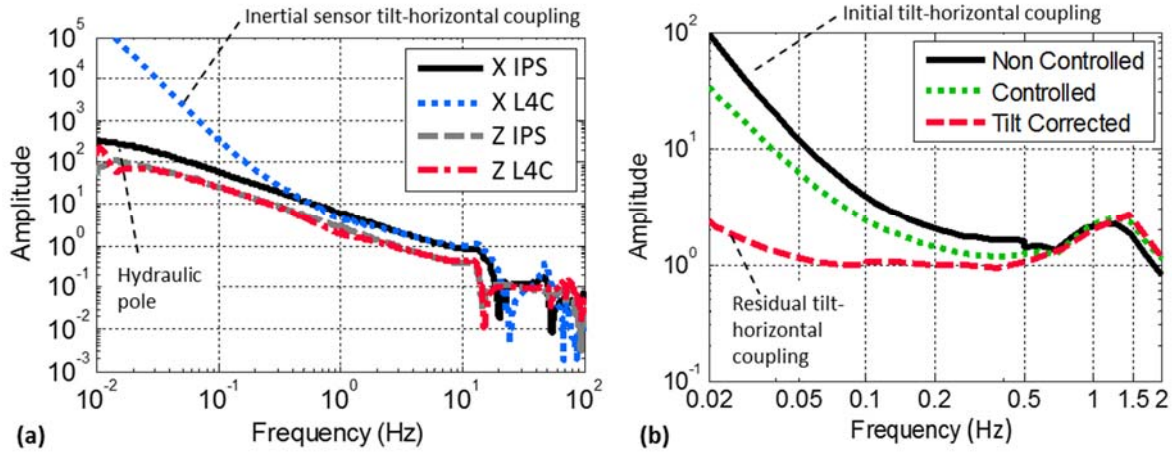 Inertial sensor tilt-horizontal coupling
10^5
10^4
10^3
10^2
10^1
10^0
10^-1
10^-2
10^-3
Amplitude
X IPS
X L4C
Z IPS
Z L4C
Hydraulic
pole
10^-2
10^-1
10^0
10^1
10^2
Frequency (Hz)
(a)
Initial tilt-horizontal coupling
10^2
10^1
10^0
10^-1
Amplitude
Non Controlled
Controlled
Tilt Corrected
Residual tilt-
horizontal
coupling
0.02
0.05
0.1
0.2
0.5
1
1.5
2
Frequency (Hz)
(b)